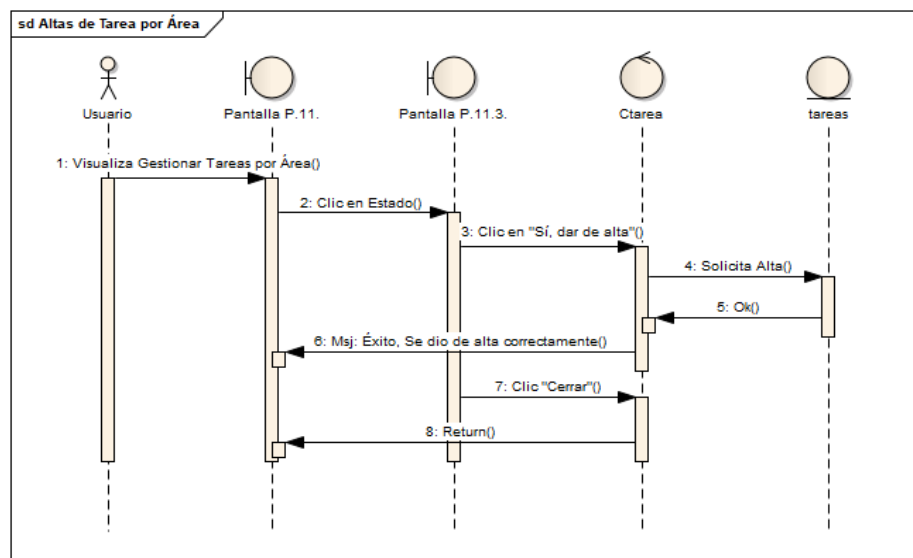 sd Altas de Tarea por Área
Usuario
Pantalla P.11.
Pantalla P.11.3.
Ctarea
tareas
1: Visualiza Gestionar Tareas por Área()
2: Clic en Estado()
3: Clic en "Sí, dar de alta"()
4: Solicita Alta()
5: Ok()
6: Msj: Éxito, Se dio de alta correctamente()
7: Clic "Cerrar"()
8: Return()